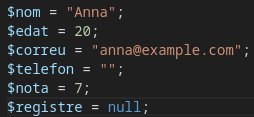 $nom = "Anna";
$edat = 20;
$correu = "anna@example.com";
$telefon = "";
$nota = 7;
$registre = null;